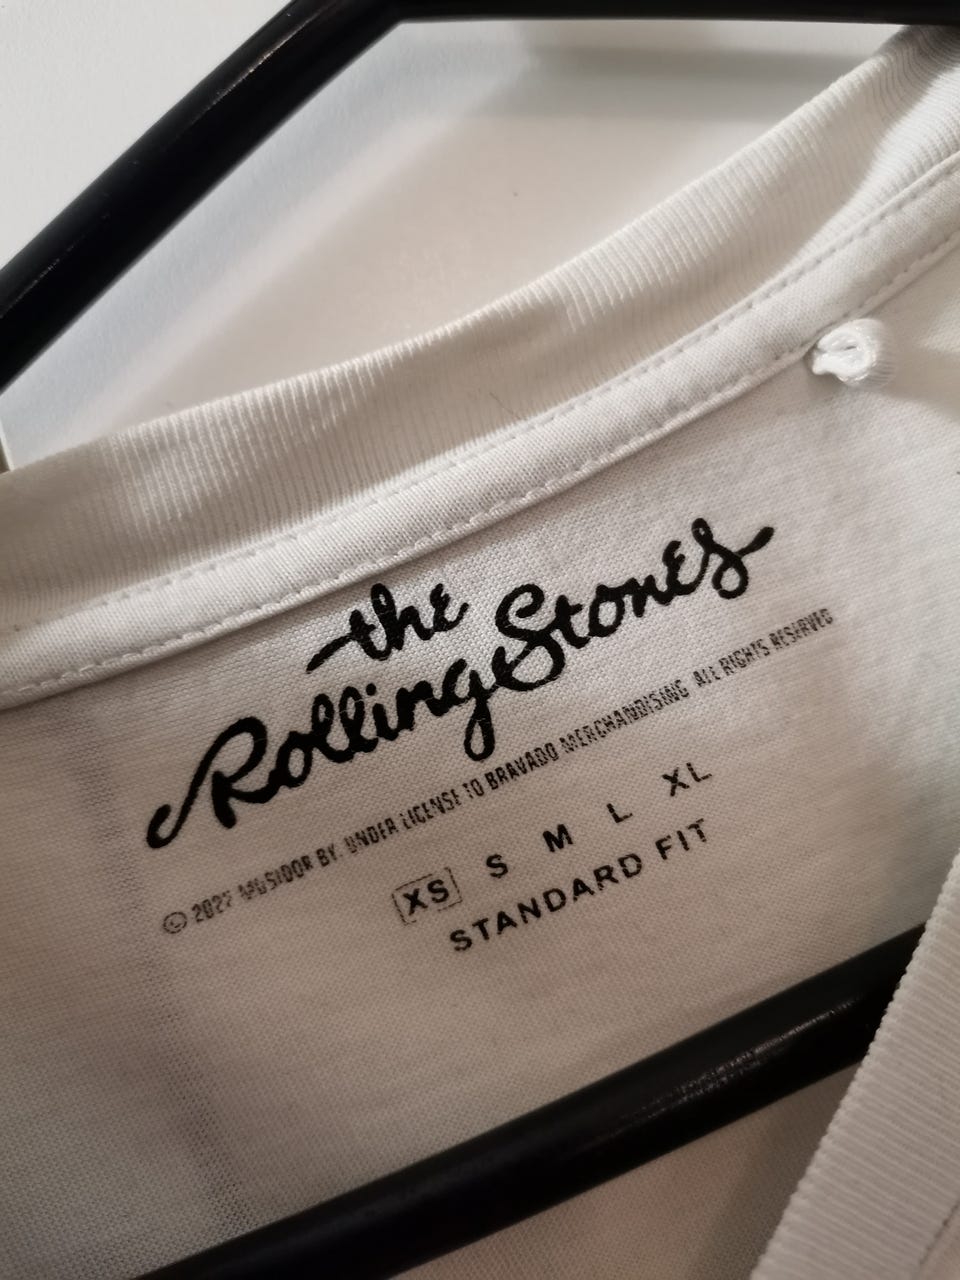 the
Rolling Stones
© 2022 MUSIDOR BV. UNDER LICENSE TO BRAVADO MERCHANDISING ALL RIGHTS RESERVED
XS S M L XL
STANDARD FIT